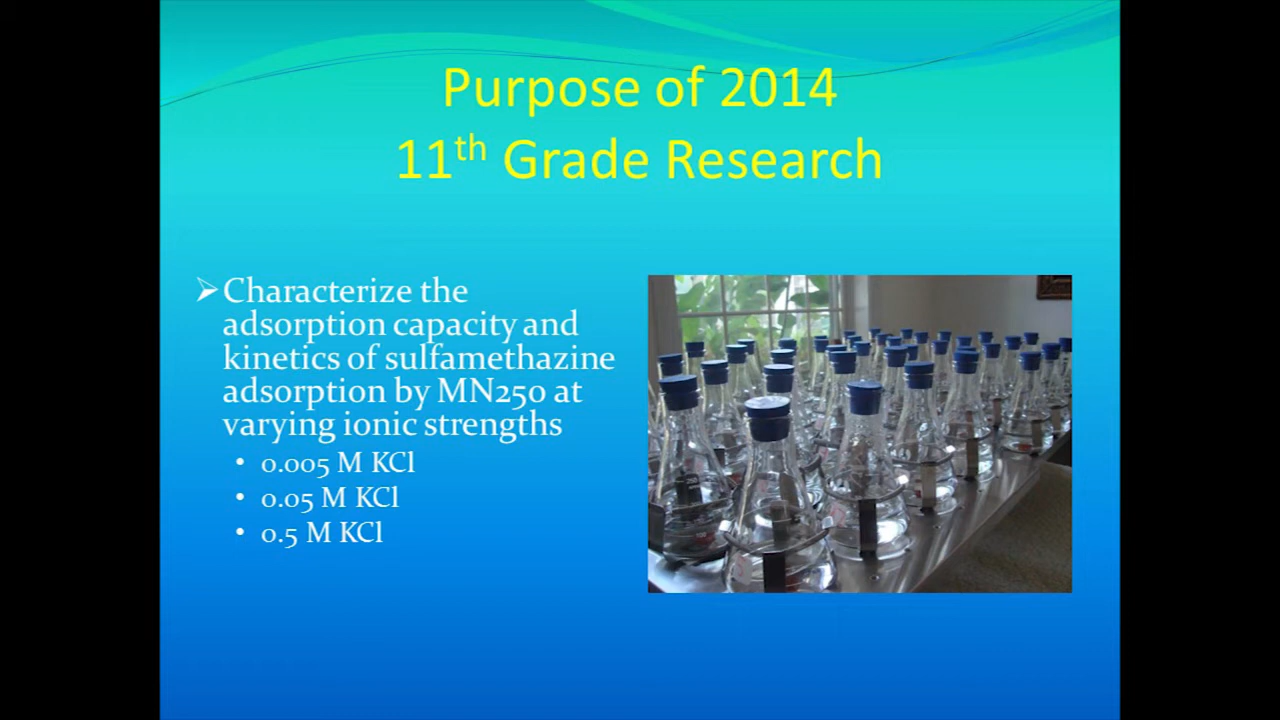 Purpose of 2014
11th Grade Research
➢Characterize the
adsorption capacity and
kinetics of sulfamethazine
adsorption by MN250 at
varying ionic strengths
• 0.005 M KCl
• 0.05 M KCl
• 0.5 M KCl